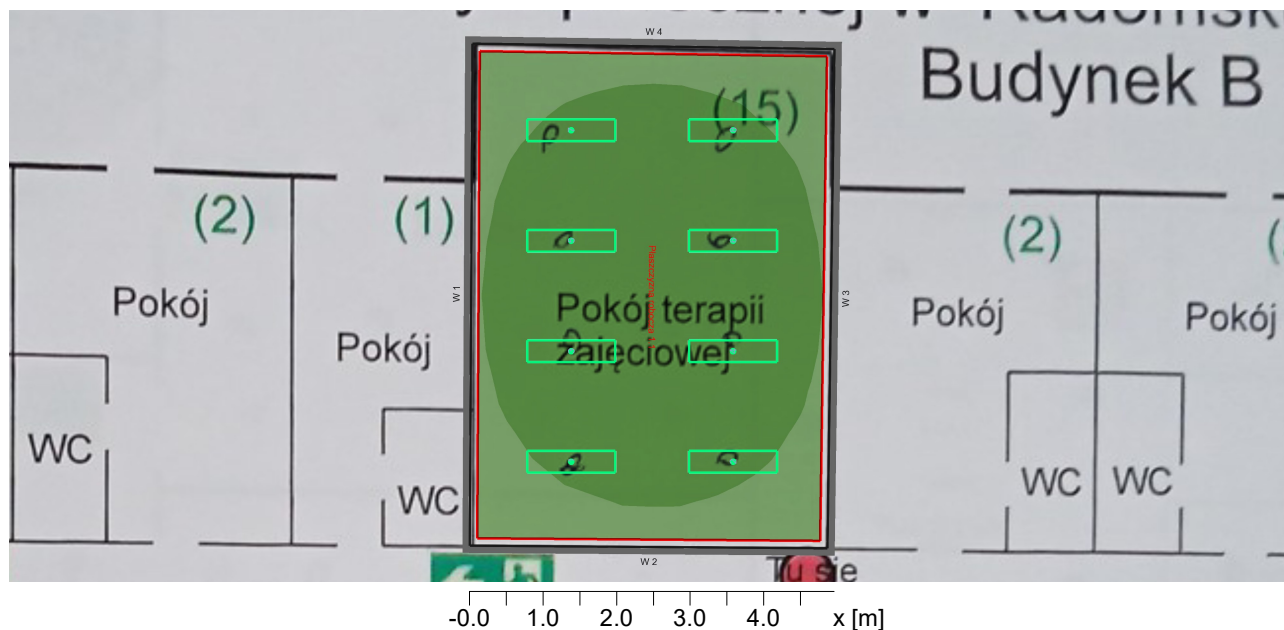 W 4
Budynek B
(15)
(2)
(1)
(2)
Pokój
Pokój terapii
zajęciowej
Pokój
Pokój
Pokój
W 1
W 3
WC
WC
WC
WC
W 2
Tu
-0.0 1.0 2.0 3.0 4.0 x [m]